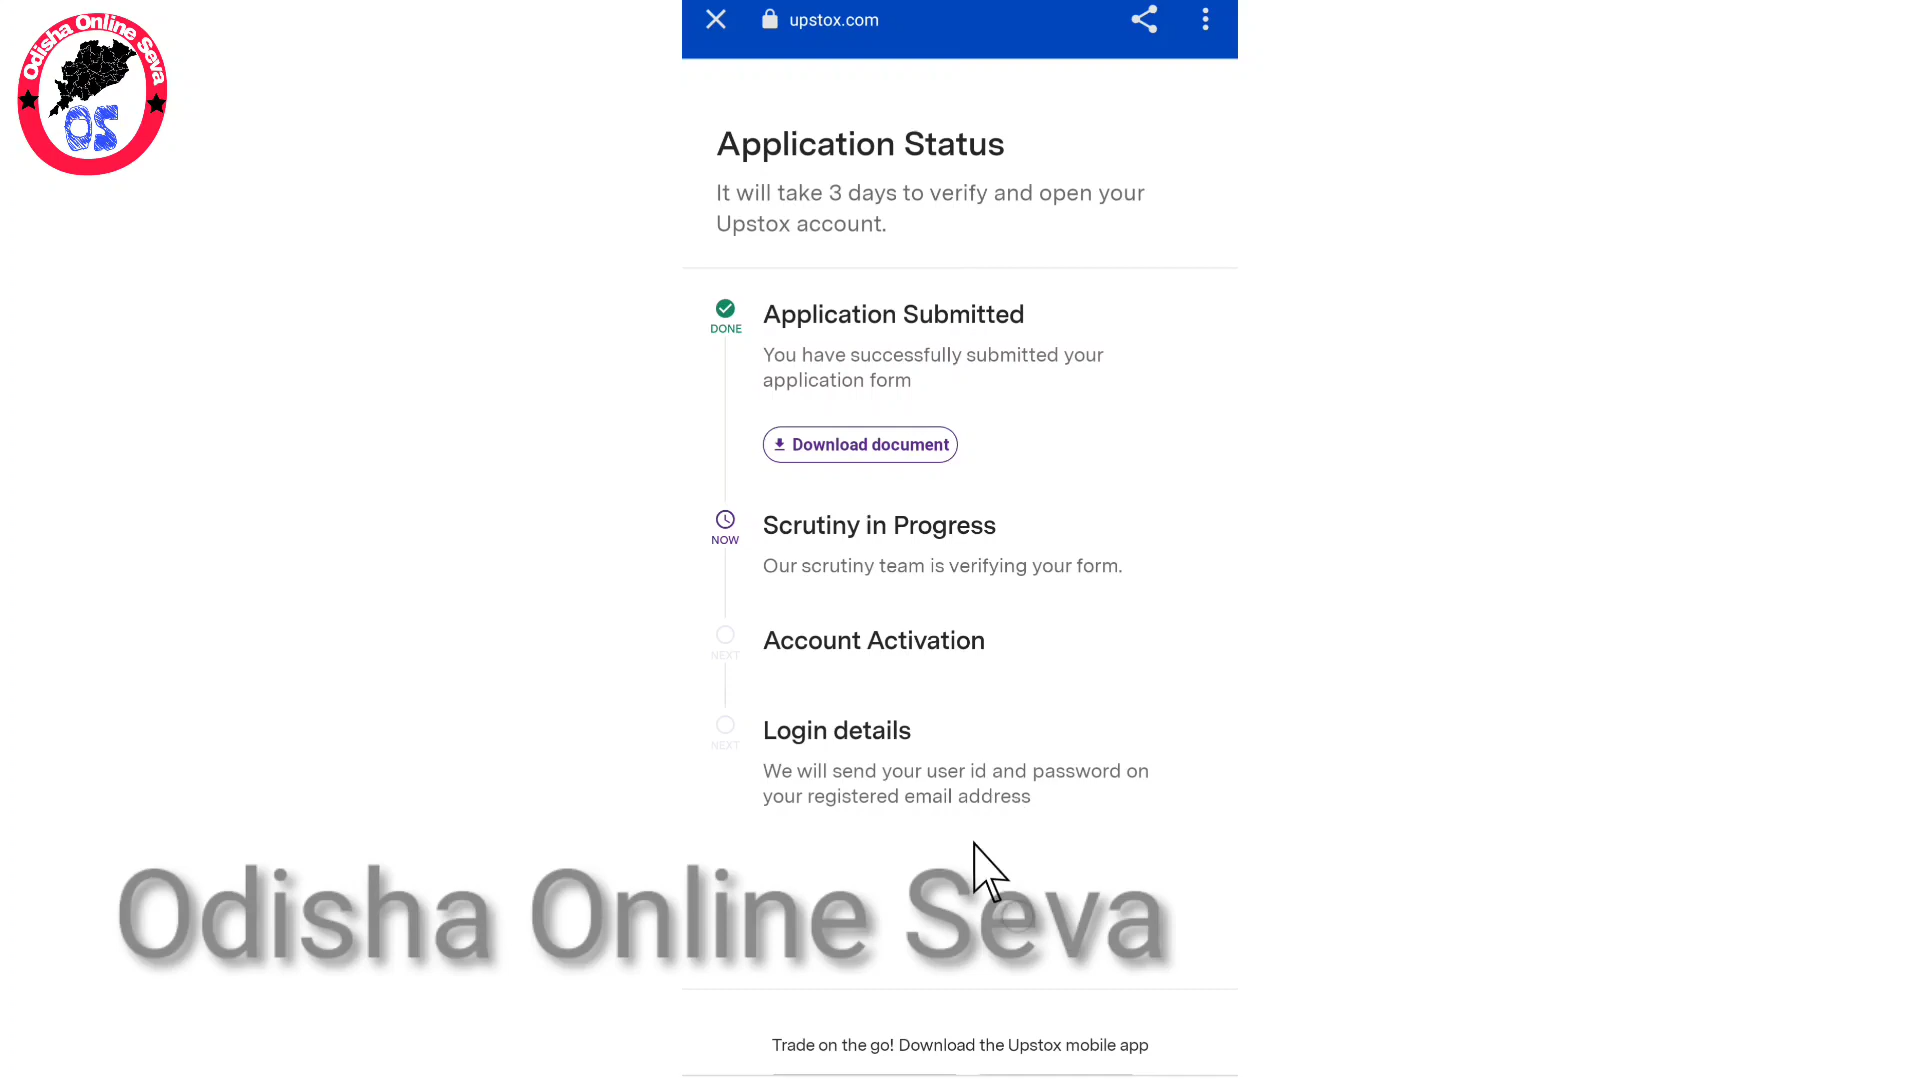 Odisha Online Seva
OS
upstox.com
Application Status
It will take 3 days to verify and open your
Upstox account.
DONE
Application Submitted
You have successfully submitted your
application form
Download document
NOW
Scrutiny in Progress
Our scrutiny team is verifying your form.
NEXT
Account Activation
NEXT
Login details
We will send your user id and password on
your registered email address
Odisha Online Seva
Trade on the go! Download the Upstox mobile app